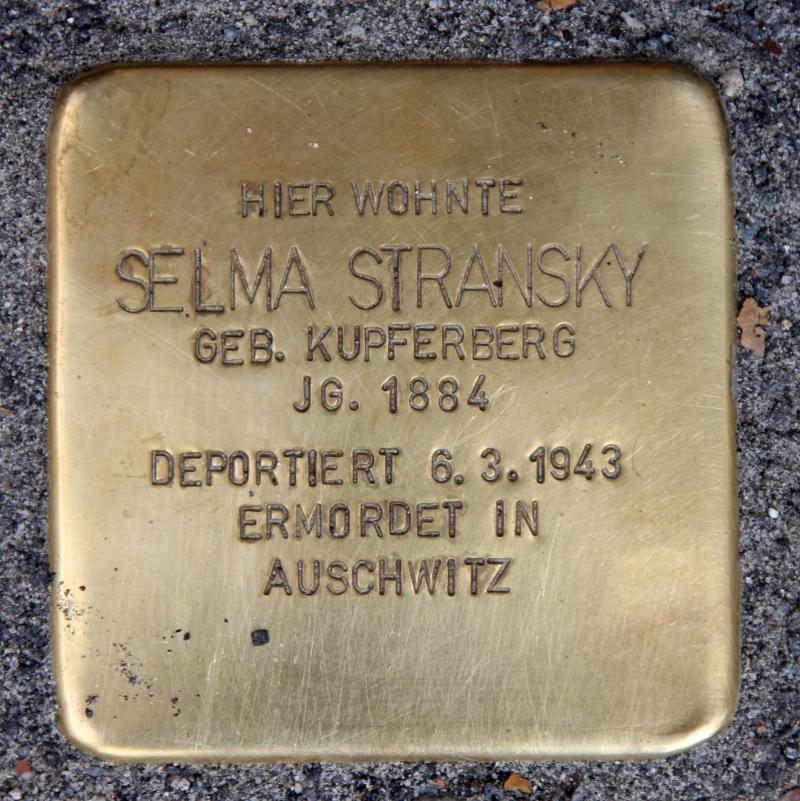 HIER WOHNTE
SELMA STRANSKY
GEB. KUPFERBERG
JG. 1884
DEPORTIERT 6.3.1943
ERMORDET IN
AUSCHWITZ